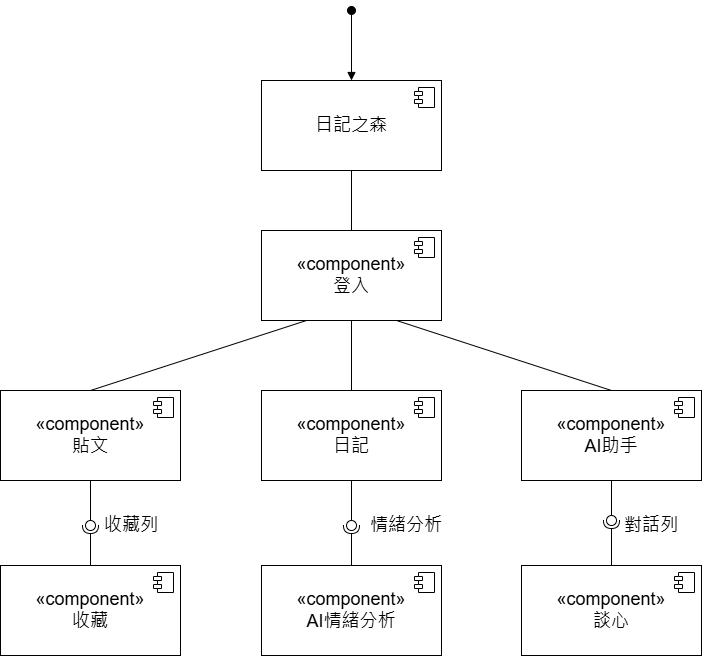 日記之森
«component»
登入
«component»
貼文
«component»
日記
«component»
AI助手
收藏列
情緒分析
對話列
«component»
收藏
«component»
AI情緒分析
«component»
談心